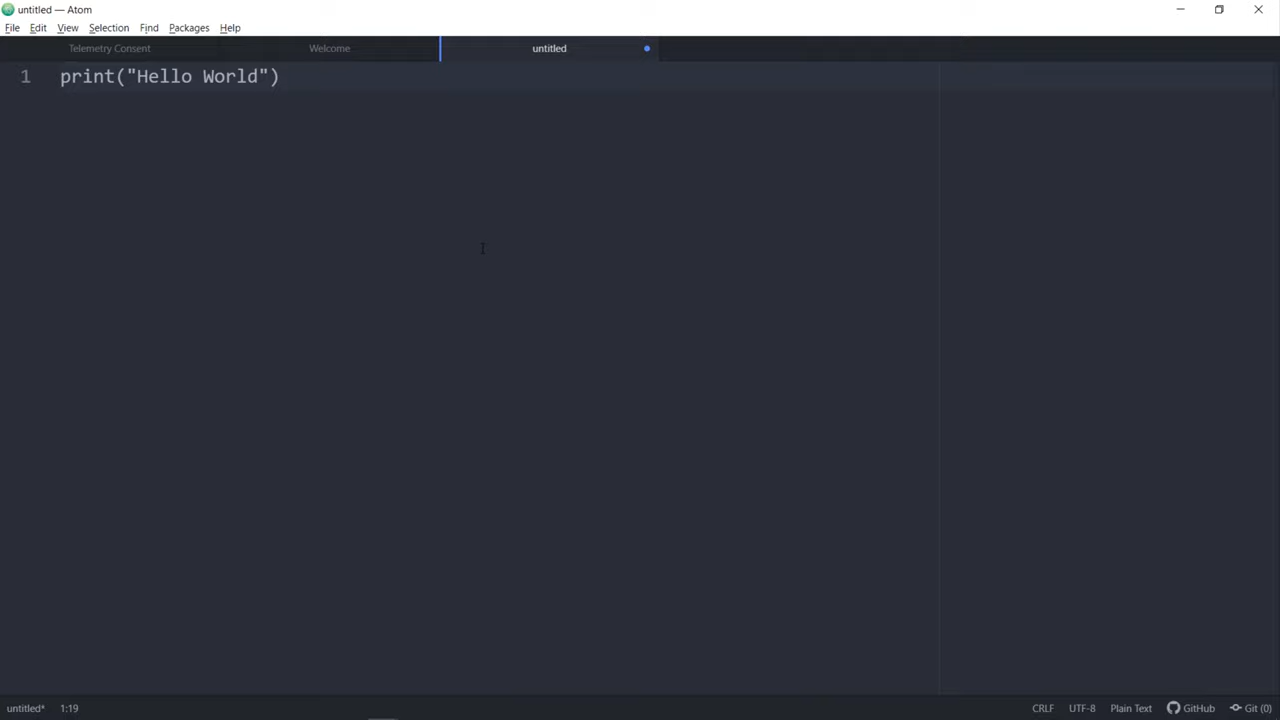 untitled — Atom
File Edit View Selection Find Packages Help
Telemetry Consent Welcome untitled
1 print("Hello World")
untitled* 1:19 CRLF UTF-8 Plain Text GitHub Git (0)